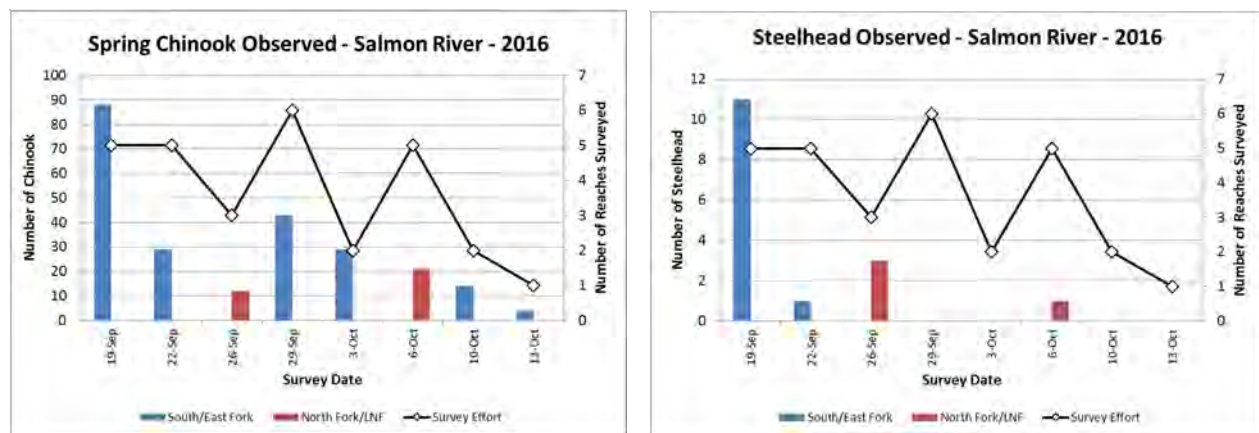 Spring Chinook Observed - Salmon River - 2016
Number of Chinook
100
90
80
70
60
50
40
30
20
10
0
7
6
5
4
3
2
1
0
Number of Reaches Surveyed
19-Sep
22-Sep
26-Sep
29-Sep
3-Oct
6-Oct
10-Oct
13-Oct
Survey Date
South/East Fork
North Fork/LNF
Survey Effort
Steelhead Observed - Salmon River - 2016
Number of Steelhead
12
10
8
6
4
2
0
7
6
5
4
3
2
1
0
Number of Reaches Surveyed
19-Sep
22-Sep
26-Sep
29-Sep
3-Oct
6-Oct
10-Oct
13-Oct
Survey Date
South/East Fork
North Fork/LNF
Survey Effort